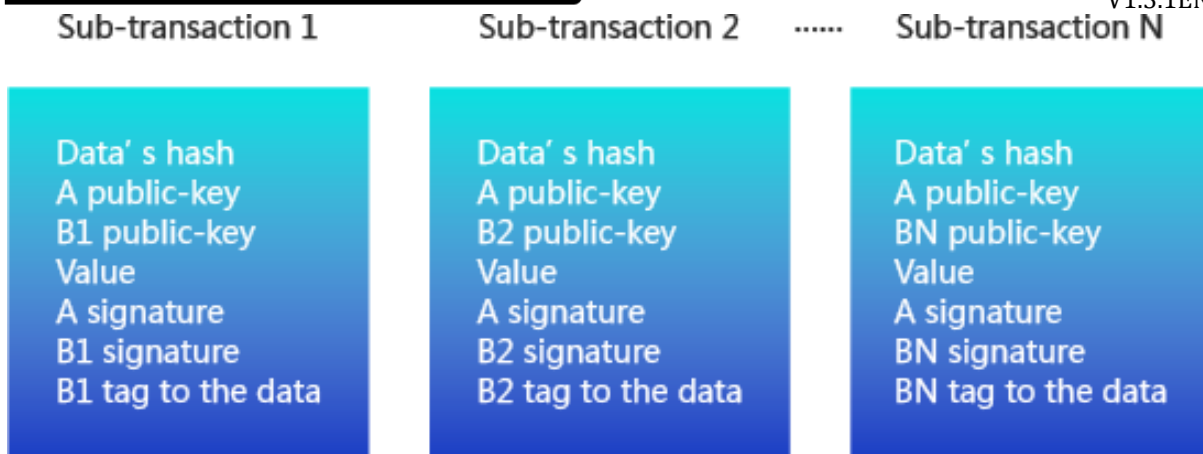 Sub-transaction 1 Sub-transaction 2 ...... Sub-transaction N
Data’ s hash
A public-key
B1 public-key
Value
A signature
B1 signature
B1 tag to the data
Data’ s hash
A public-key
B2 public-key
Value
A signature
B2 signature
B2 tag to the data
Data’ s hash
A public-key
BN public-key
Value
A signature
BN signature
BN tag to the data